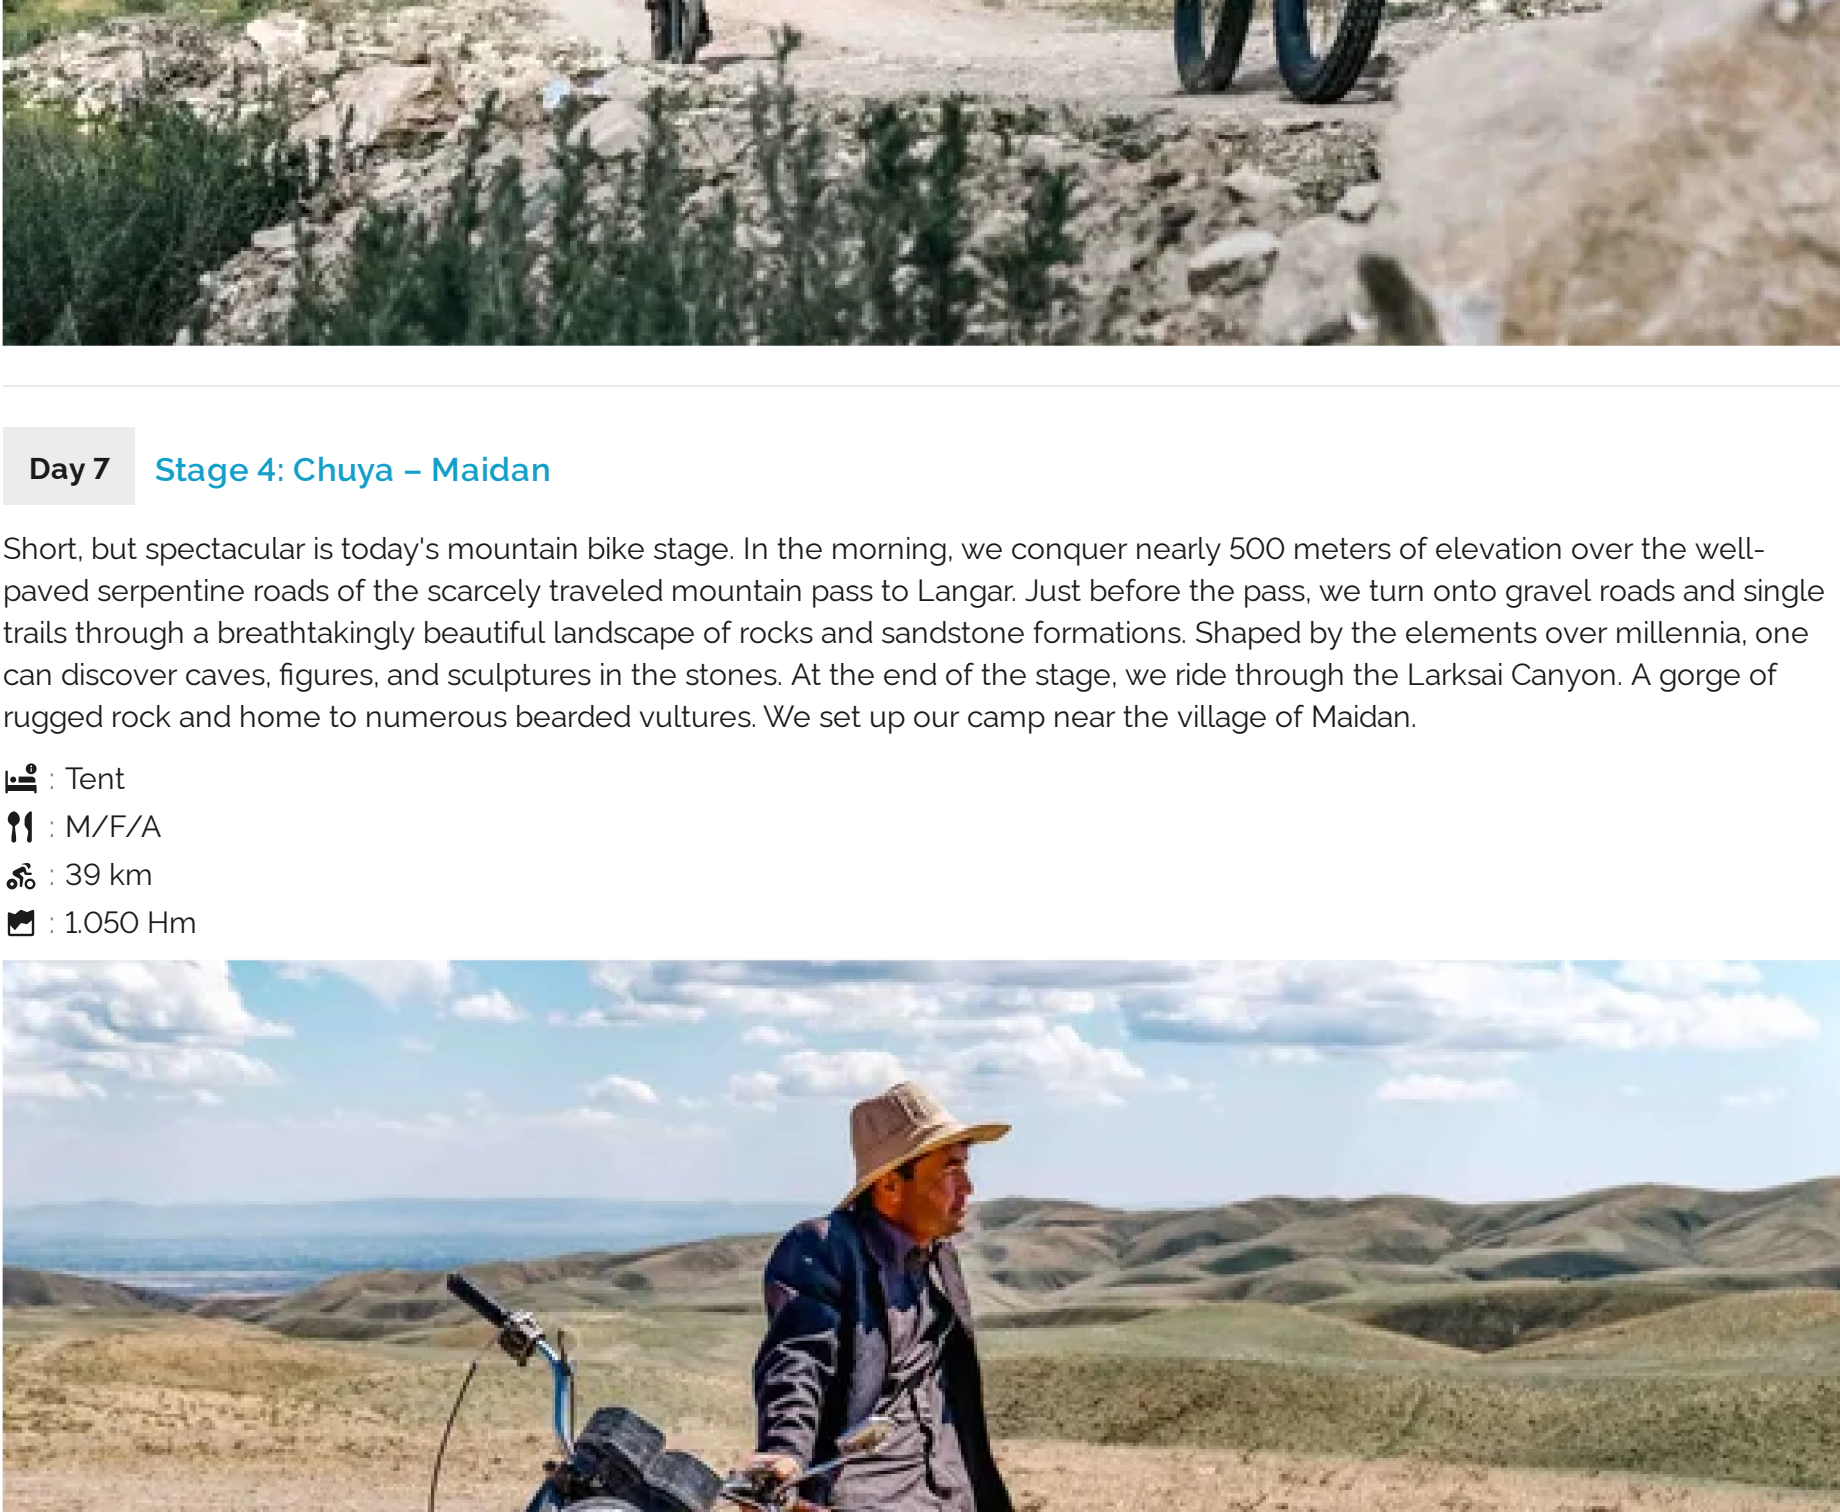 Day 7
Stage 4: Chuya – Maidan
Short, but spectacular is today's mountain bike stage. In the morning, we conquer nearly 500 meters of elevation over the well-
paved serpentine roads of the scarcely traveled mountain pass to Langar. Just before the pass, we turn onto gravel roads and single
trails through a breathtakingly beautiful landscape of rocks and sandstone formations. Shaped by the elements over millennia, one
can discover caves, figures, and sculptures in the stones. At the end of the stage, we ride through the Larksai Canyon. A gorge of
rugged rock and home to numerous bearded vultures. We set up our camp near the village of Maidan.
: Tent
: M/F/A
: 39 km
: 1.050 Hm